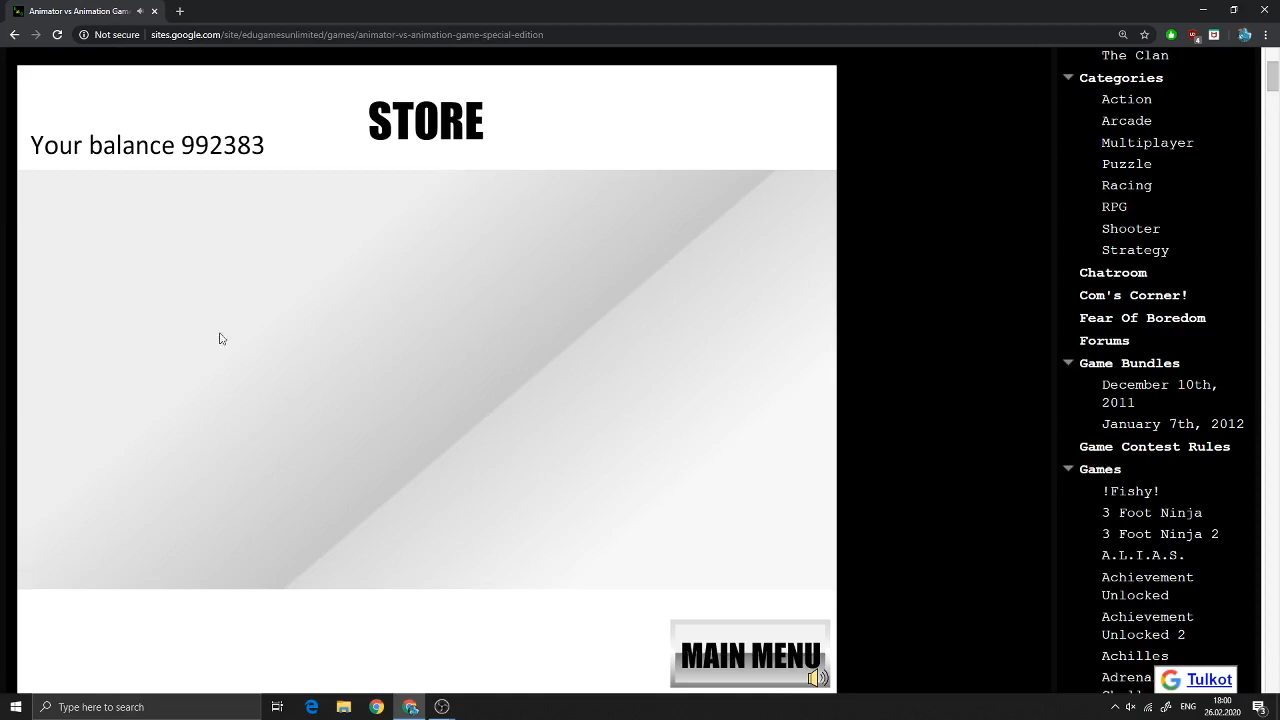 Animator vs Animation Gam
Not secure
sites.google.com/site/edugamesunlimited/games/animator-vs-animation-game-special-edition
STORE
Your balance 992383
MAIN MENU
The Clan
Categories
Action
Arcade
Multiplayer
Puzzle
Racing
RPG
Shooter
Strategy
Chatroom
Com's Corner!
Fear Of Boredom
Forums
Game Bundles
December 10th,
2011
January 7th, 2012
Game Contest Rules
Games
!Fishy!
3 Foot Ninja
3 Foot Ninja 2
A.L.I.A.S.
Achievement
Unlocked
Achievement
Unlocked 2
Achilles
Adrena
Tulkot
Type here to search
18:00
26.08.2020
3